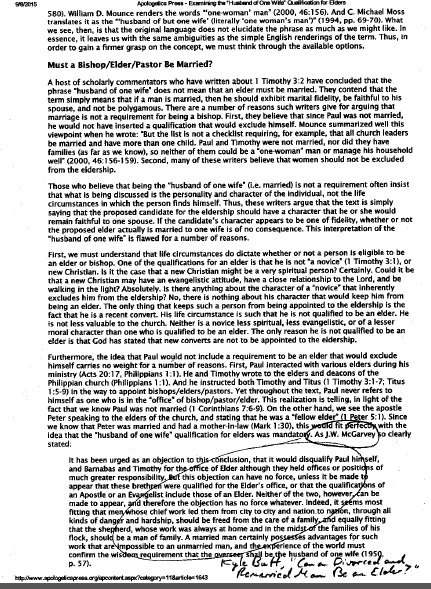 9/8/2015
Apologetics Press - Examining the "Husband of One Wife" Qualification for Elders
580). William D. Mounce renders the words "'one-woman' man" (2000, 46:156). And C. Michael Moss
translates it as the "'husband of but one wife' (literally 'one woman's man')" (1994, pp. 69-70). What
we see, then, is that the original language does not elucidate the phrase as much as we might like. In
essence, it leaves us with the same ambiguities as the simple English renderings of the term. Thus, in
order to gain a firmer grasp on the concept, we must think through the available options.
Must a Bishop/Elder/Pastor Be Married?
A host of scholarly commentators who have written about 1 Timothy 3:2 have concluded that the
phrase "husband of one wife" does not mean that an elder must be married. They contend that the
term simply means that if a man is married, then he should exhibit marital fidelity, be faithful to his
spouse, and not be polygamous. There are a number of reasons such writers give for arguing that
marriage is not a requirement for being a bishop. First, they believe that since Paul was not married,
he would not have inserted a qualification that would exclude himself. Mounce summarized well this
viewpoint when he wrote: "But the list is not a checklist requiring, for example, that all church leaders
be married and have more than one child. Paul and Timothy were not married, nor did they have
families (as far as we know), so neither of them could be a "one-woman" man or manage his household
well" (2000, 46:156-159). Second, many of these writers believe that women should not be excluded
from the eldership.
Those who believe that being the "husband of one wife" (i.e. married) is not a requirement often insist
that what is being discussed is the personality and character of the individual, not the life
circumstances in which the person finds himself. Thus, these writers argue that the text is simply
saying that the proposed candidate for the eldership should have a character that he or she would
remain faithful to one spouse. If the candidate's character appears to be one of fidelity, whether or not
the proposed elder actually is married to one wife is of no consequence. This interpretation of the
"husband of one wife" is flawed for a number of reasons.
First, we must understand that life circumstances do dictate whether or not a person is eligible to be
an elder or bishop. One of the qualifications for an elder is that he is not "a novice" (1 Timothy 3:1), or
new Christian. Is it the case that a new Christian might be a very spiritual person? Certainly. Could it be
that a new Christian may have an evangelistic attitude, have a close relationship to the Lord, and be
walking in the light? Absolutely. Is there anything about the character of a "novice" that inherently
excludes him from the eldership? No, there is nothing about his character that would keep him from
being an elder. The only thing that keeps such a person from being appointed to the eldership is the
fact that he is a recent convert. His life circumstance is such that he is not qualified to be an elder. He
is not less valuable to the church. Neither is a novice less spiritual, less evangelistic, or of a lesser
moral character than one who is qualified to be an elder. The only reason he is not qualified to be an
elder is that God has stated that new converts are not to be appointed to the eldership.
Furthermore, the idea that Paul would not include a requirement to be an elder that would exclude
himself carries no weight for a number of reasons. First, Paul interacted with various elders during his
ministry (Acts 20:17, Philippians 1:1). He and Timothy wrote to the elders and deacons of the
Philippian church (Philippians 1:1). And he instructed both Timothy and Titus (1 Timothy 3:1-7; Titus
1:5-9) in the way to appoint bishops/elders/pastors. Yet throughout the text, Paul never refers to
himself as one who is in the "office" of bishop/pastor/elder. This realization is telling, in light of the
fact that we know Paul was not married (1 Corinthians 7:6-9). On the other hand, we see the apostle
Peter speaking to the elders of the church, and stating that he was a "fellow elder" (1 Peter 5:1). Since
we know that Peter was married and had a mother-in-law (Mark 1:30), this would fit perfectly with the
idea that the "husband of one wife" qualification for elders was mandatory. As J.W. McGarvey so clearly
stated:
It has been urged as an objection to this conclusion, that it would disqualify Paul himself,
and Barnabas and Timothy for the office of Elder although they held offices or positions of
much greater responsibility. But this objection can have no force, unless it be made to
appear that these brethren were qualified for the Elder's office, or that the qualifications of
an Apostle or an Evangelist include those of an Elder. Neither of the two, however, can be
made to appear, and therefore the objection has no force whatever. Indeed, it seems most
fitting that men whose chief work led them from city to city and nation to nation, through all
kinds of danger and hardship, should be freed from the care of a family, and equally fitting
that the shepherd, whose work was always at home and in the midst of the families of his
flock, should be a man of family. A married man certainly possesses advantages for such
work that are impossible to an unmarried man, and the experience of the world must
confirm the wisdom requirement that the overseer shall be the husband of one wife (1950,
p. 57).
Kyle Butt, "Can a Divorced and
Remarried Man Be an Elder?"
http://www.apologeticspress.org/apcontent.aspx?category=11&article=1643